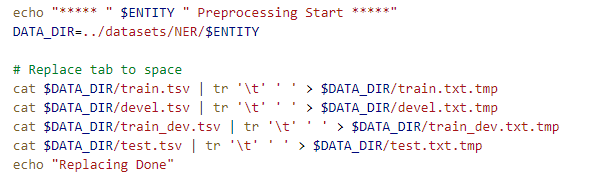 echo "***** " $ENTITY " Preprocessing Start *****"
DATA_DIR=../datasets/NER/$ENTITY
# Replace tab to space
cat $DATA_DIR/train.tsv | tr '\t' ' ' > $DATA_DIR/train.txt.tmp
cat $DATA_DIR/devel.tsv | tr '\t' ' ' > $DATA_DIR/devel.txt.tmp
cat $DATA_DIR/train_dev.tsv | tr '\t' ' ' > $DATA_DIR/train_dev.txt.tmp
cat $DATA_DIR/test.tsv | tr '\t' ' ' > $DATA_DIR/test.txt.tmp
echo "Replacing Done"